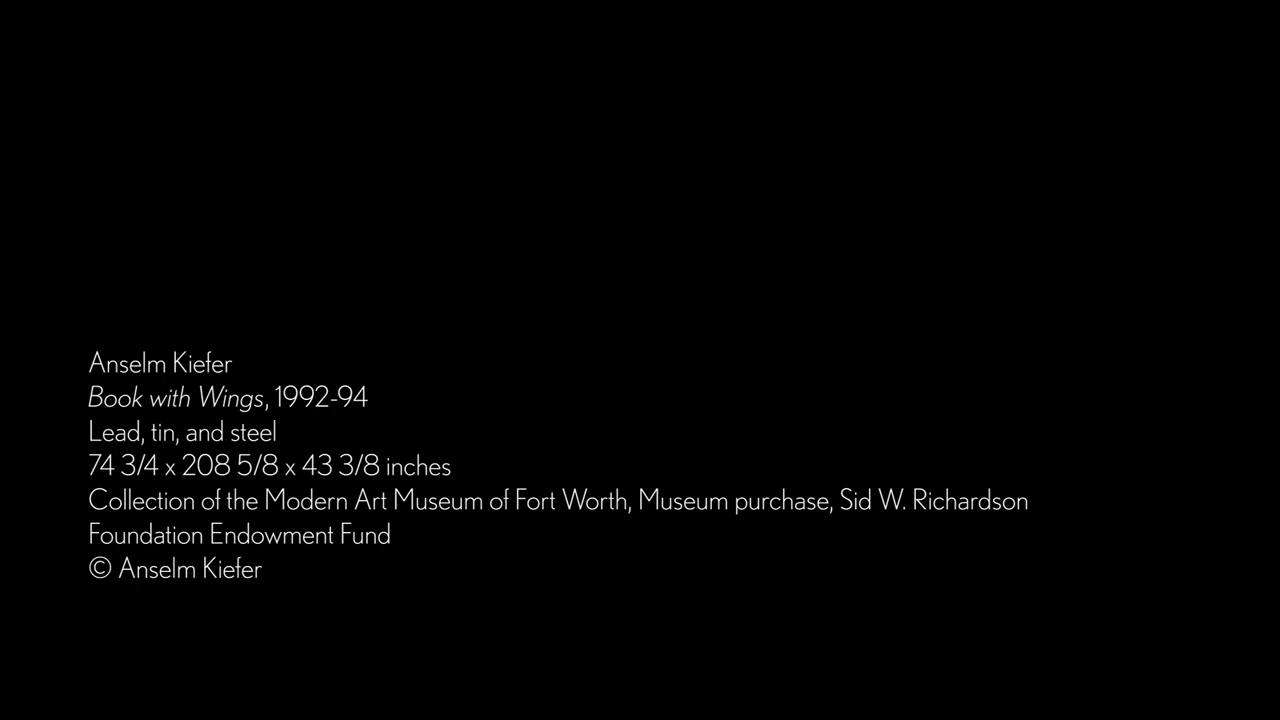 Anselm Kiefer
Book with Wings, 1992-94
Lead, tin, and steel
74 3/4 x 208 5/8 x 43 3/8 inches
Collection of the Modern Art Museum of Fort Worth, Museum purchase, Sid W. Richardson
Foundation Endowment Fund
© Anselm Kiefer